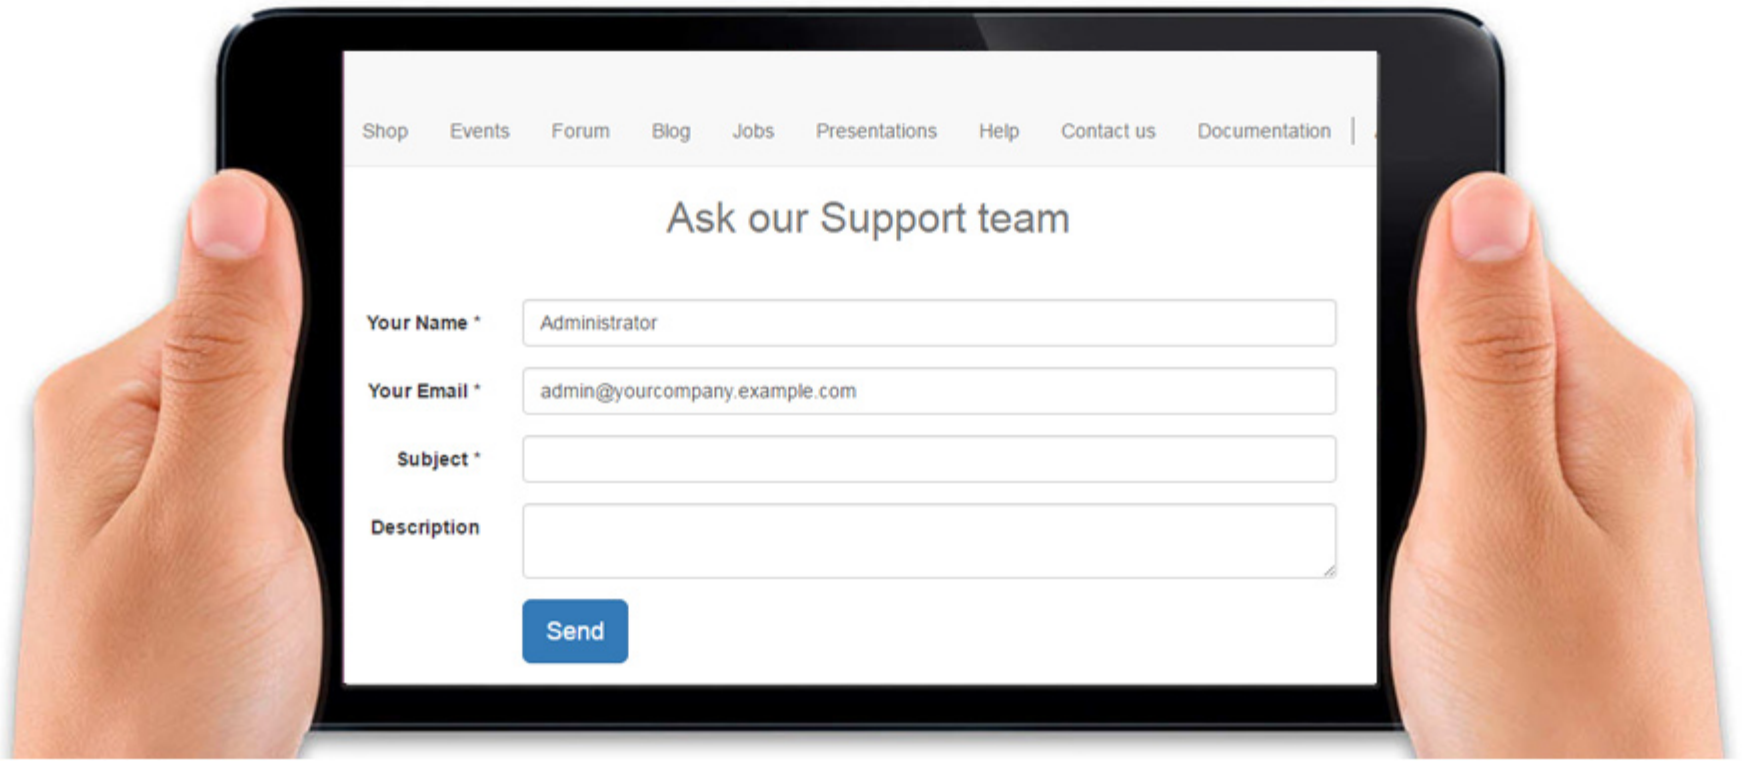 Shop Events Forum Blog Jobs Presentations Help Contact us Documentation
Ask our Support team
Your Name * Administrator
Your Email * admin@yourcompany.example.com
Subject *
Description
Send